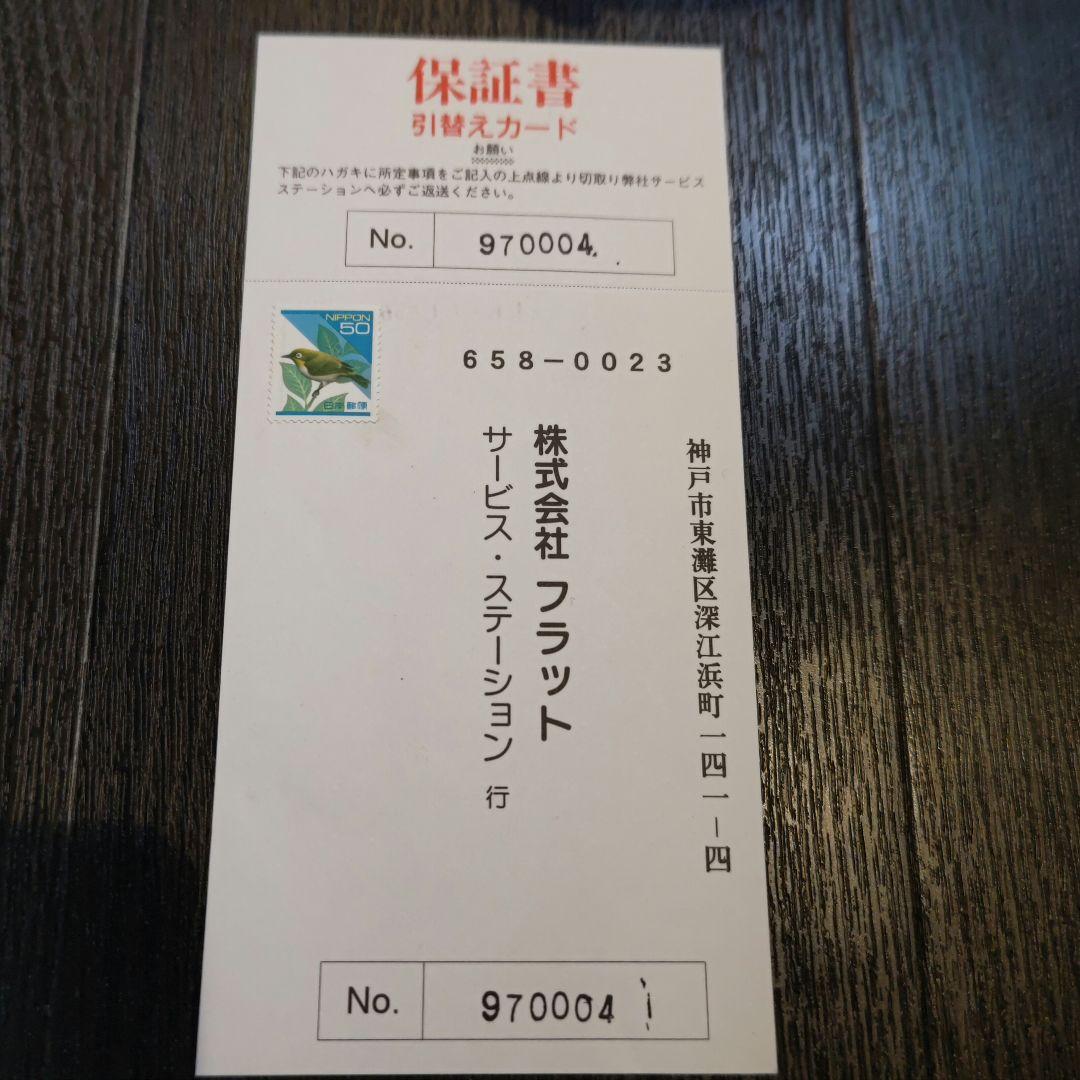 保証書
引替えカード
お願い
下記のハガキに所定事項をご記入の上点線より切取り弊社サービス
ステーションへ必ずご返送ください。
No. 970004
NIPPON
50
日本郵便
658-0023
神戸市東灘区深江浜町一四一-四
株式会社 フラット
サービス・ステーション 行
No. 970004